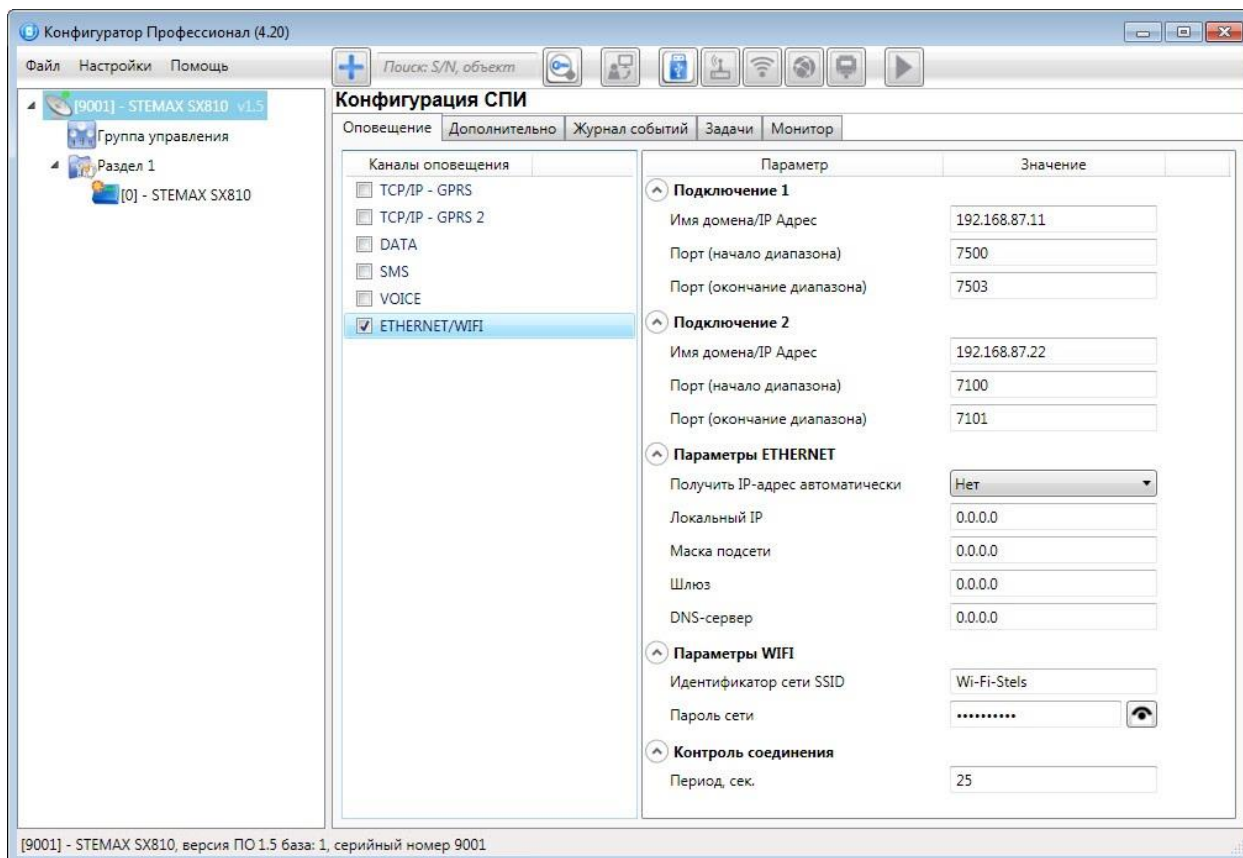 Конфигуратор Профессионал (4.20)
Файл Настройки Помощь
Поиск: S/N, объект
[9001] - STEMAX SX810 v1.5
Группа управления
Раздел 1
[0] - STEMAX SX810
Конфигурация СПИ
Оповещение Дополнительно Журнал событий Задачи Монитор
Каналы оповещения
TCP/IP - GPRS
TCP/IP - GPRS 2
DATA
SMS
VOICE
ETHERNET/WIFI
Параметр Значение
Подключение 1
Имя домена/IP Адрес 192.168.87.11
Порт (начало диапазона) 7500
Порт (окончание диапазона) 7503
Подключение 2
Имя домена/IP Адрес 192.168.87.22
Порт (начало диапазона) 7100
Порт (окончание диапазона) 7101
Параметры ETHERNET
Получить IP-адрес автоматически Нет
Локальный IP 0.0.0.0
Маска подсети 0.0.0.0
Шлюз 0.0.0.0
DNS-сервер 0.0.0.0
Параметры WIFI
Идентификатор сети SSID Wi-Fi-Stels
Пароль сети ••••••••••
Контроль соединения
Период, сек. 25
[9001] - STEMAX SX810, версия ПО 1.5 база: 1, серийный номер 9001